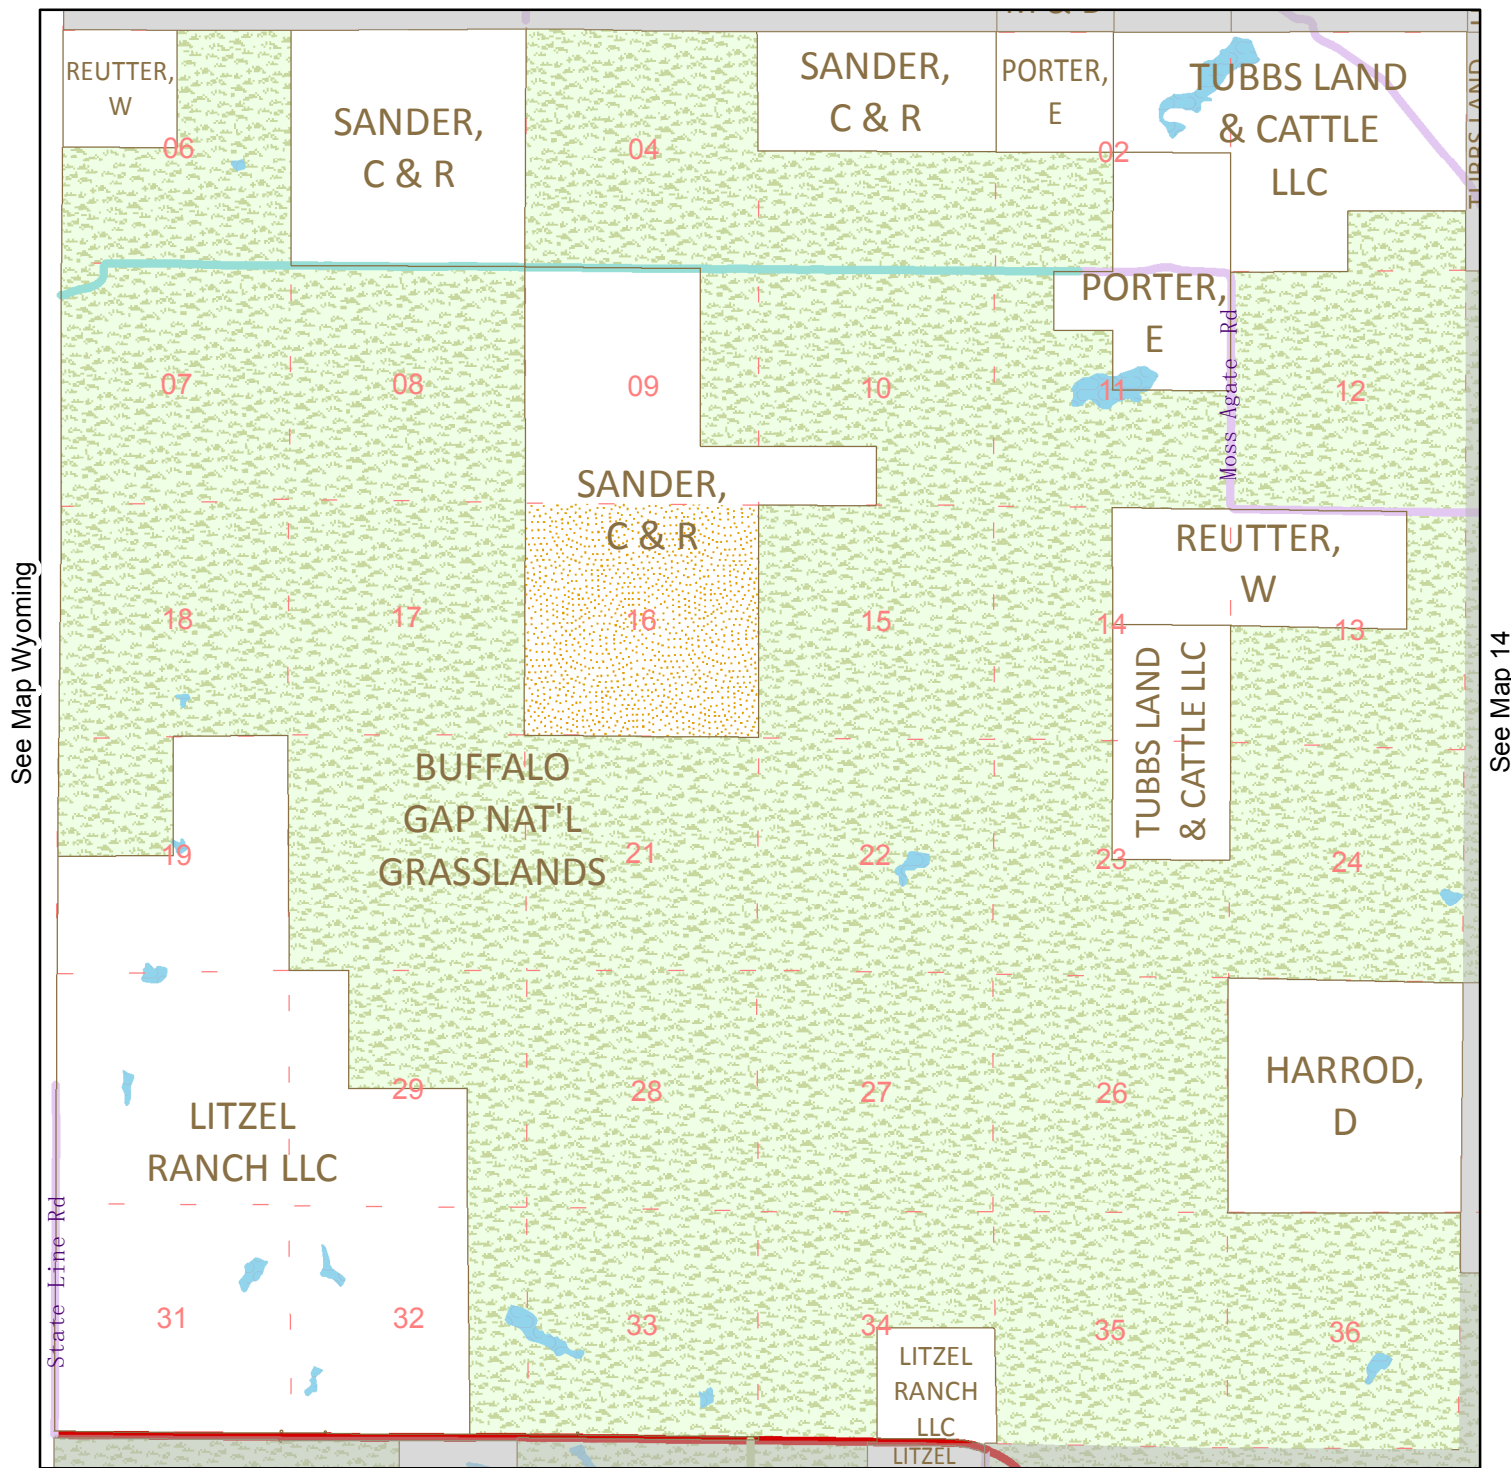 REUTTER,
W
SANDER,
C & R
SANDER,
C & R
PORTER,
E
TUBBS LAND
& CATTLE
LLC
TUBBS LAND
06
04
02
PORTER,
E
Moss Agate Rd
07
08
09
10
11
12
SANDER,
C & R
REUTTER,
W
18
17
16
15
14
13
See Map Wyoming
See Map 14
TUBBS LAND
& CATTLE LLC
BUFFALO
GAP NAT'L
GRASSLANDS
19
21
22
23
24
LITZEL
RANCH LLC
29
28
27
26
HARROD,
D
State Line Rd
31
32
33
34
35
36
LITZEL
RANCH
LLC
LITZEL